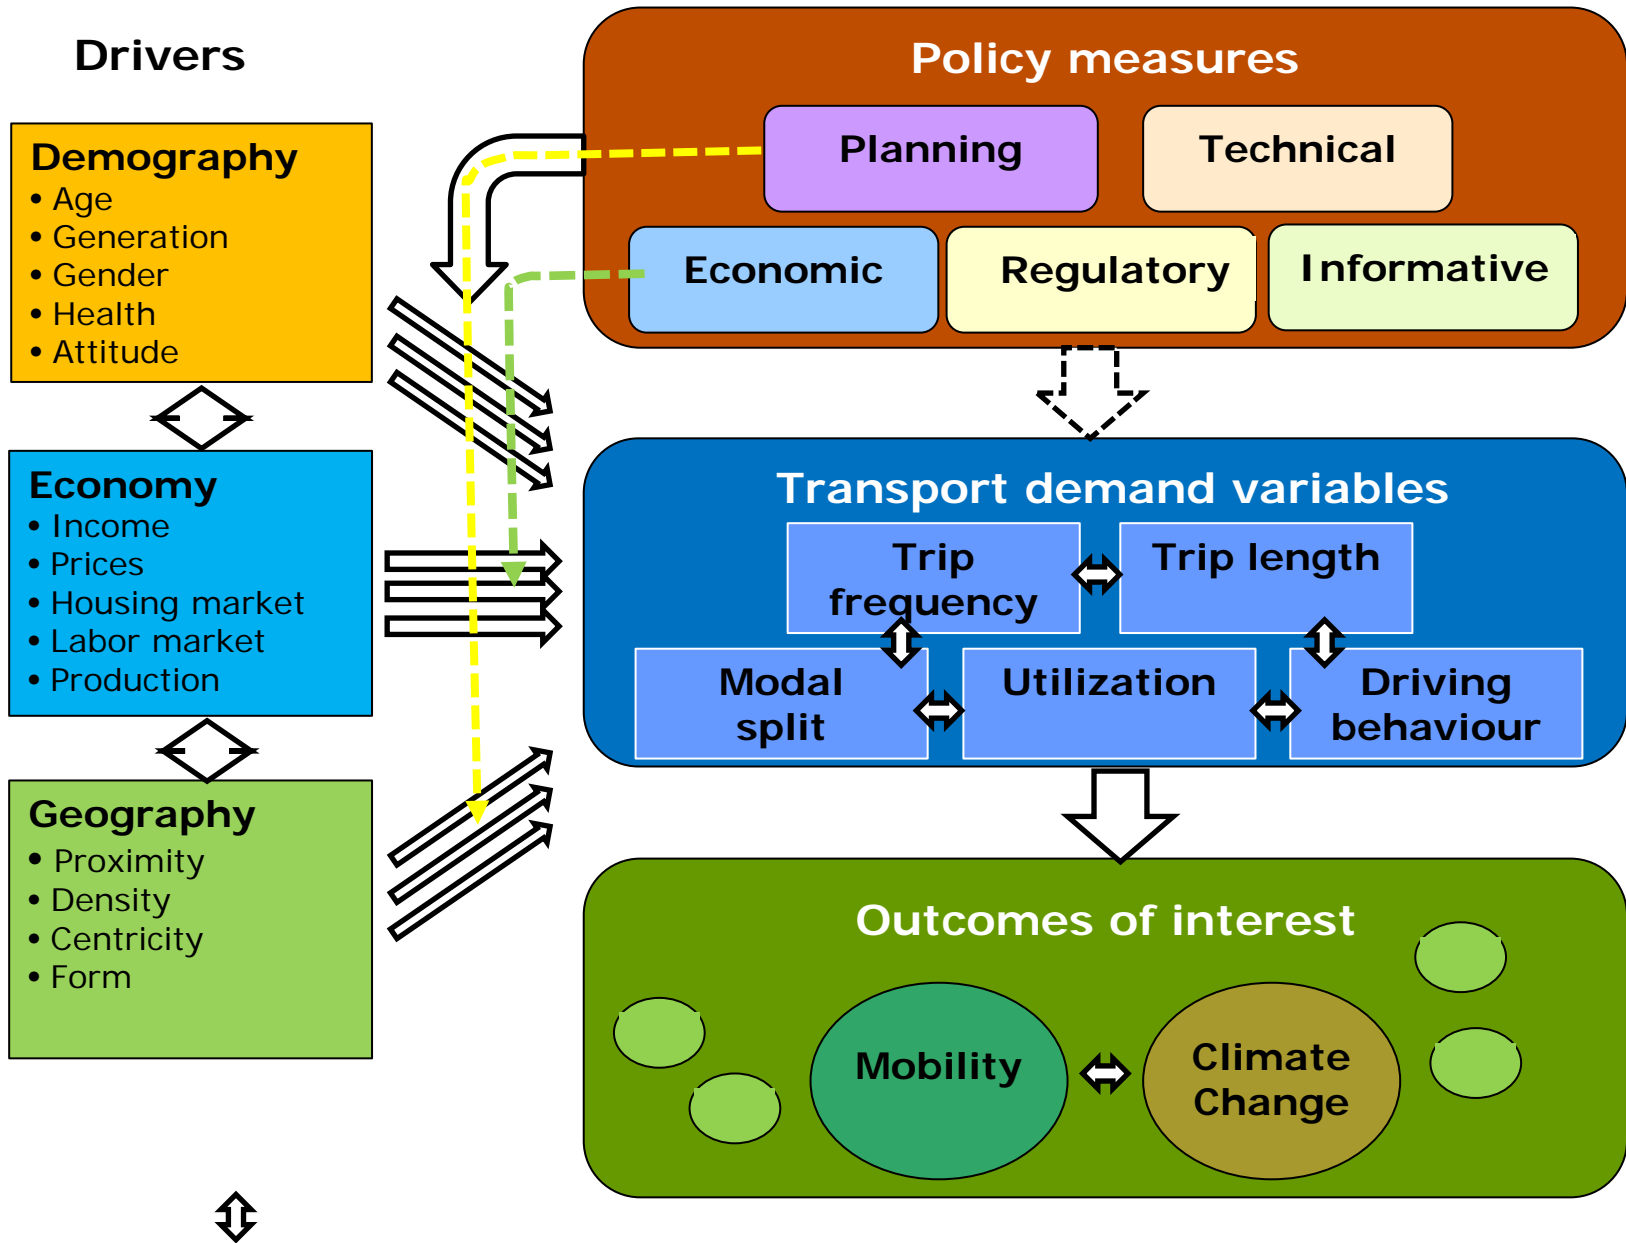 Drivers
Demography
• Age
• Generation
• Gender
• Health
• Attitude
Economy
• Income
• Prices
• Housing market
• Labor market
• Production
Geography
• Proximity
• Density
• Centricity
• Form
Policy measures
Planning
Technical
Economic
Regulatory
Informative
Transport demand variables
Trip
frequency
Trip length
Modal
split
Utilization
Driving
behaviour
Outcomes of interest
Mobility
Climate
Change